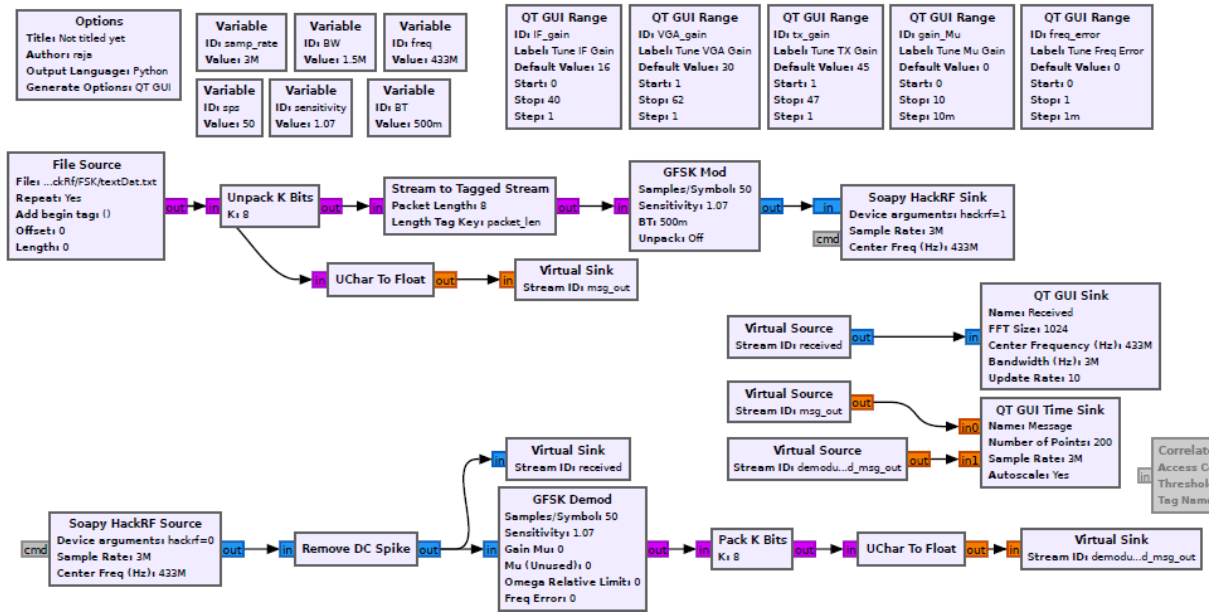 Options
Title: Not titled yet
Author: raja
Output Language: Python
Generate Options: QT GUI
Variable
ID: samp_rate
Value: 3M
Variable
ID: BW
Value: 1.5M
Variable
ID: freq
Value: 433M
Variable
ID: sps
Value: 50
Variable
ID: sensitivity
Value: 1.07
Variable
ID: BT
Value: 500m
QT GUI Range
ID: IF_gain
Label: Tune IF Gain
Default Value: 16
Start: 0
Stop: 40
Step: 1
QT GUI Range
ID: VGA_gain
Label: Tune VGA Gain
Default Value: 30
Start: 1
Stop: 62
Step: 1
QT GUI Range
ID: tx_gain
Label: Tune TX Gain
Default Value: 45
Start: 1
Stop: 47
Step: 1
QT GUI Range
ID: gain_Mu
Label: Tune Mu Gain
Default Value: 0
Start: 0
Stop: 10
Step: 10m
QT GUI Range
ID: freq_error
Label: Tune Freq Error
Default Value: 0
Start: 0
Stop: 1
Step: 1m
File Source
File: ...ckRf/FSK/textDat.txt
Repeat: Yes
Add begin tag: ()
Offset: 0
Length: 0
out
in
Unpack K Bits
K: 8
out
in
Stream to Tagged Stream
Packet Length: 8
Length Tag Key: packet_len
out
in
GFSK Mod
Samples/Symbol: 50
Sensitivity: 1.07
BT: 500m
Unpack: Off
out
in
cmd
Soapy HackRF Sink
Device arguments: hackrf=1
Sample Rate: 3M
Center Freq (Hz): 433M
in
UChar To Float
out
in
Virtual Sink
Stream ID: msg_out
Virtual Source
Stream ID: received
out
in
QT GUI Sink
Name: Received
FFT Size: 1024
Center Frequency (Hz): 433M
Bandwidth (Hz): 3M
Update Rate: 10
Virtual Source
Stream ID: msg_out
out
Virtual Source
Stream ID: demodu...d_msg_out
out
in0
in1
QT GUI Time Sink
Name: Message
Number of Points: 200
Sample Rate: 3M
Autoscale: Yes
in
Correlate
Access Co
Threshold
Tag Name
in
Virtual Sink
Stream ID: received
cmd
Soapy HackRF Source
Device arguments: hackrf=0
Sample Rate: 3M
Center Freq (Hz): 433M
out
in
Remove DC Spike
out
in
GFSK Demod
Samples/Symbol: 50
Sensitivity: 1.07
Gain Mu: 0
Mu (Unused): 0
Omega Relative Limit: 0
Freq Error: 0
out
in
Pack K Bits
K: 8
out
in
UChar To Float
out
in
Virtual Sink
Stream ID: demodu...d_msg_out